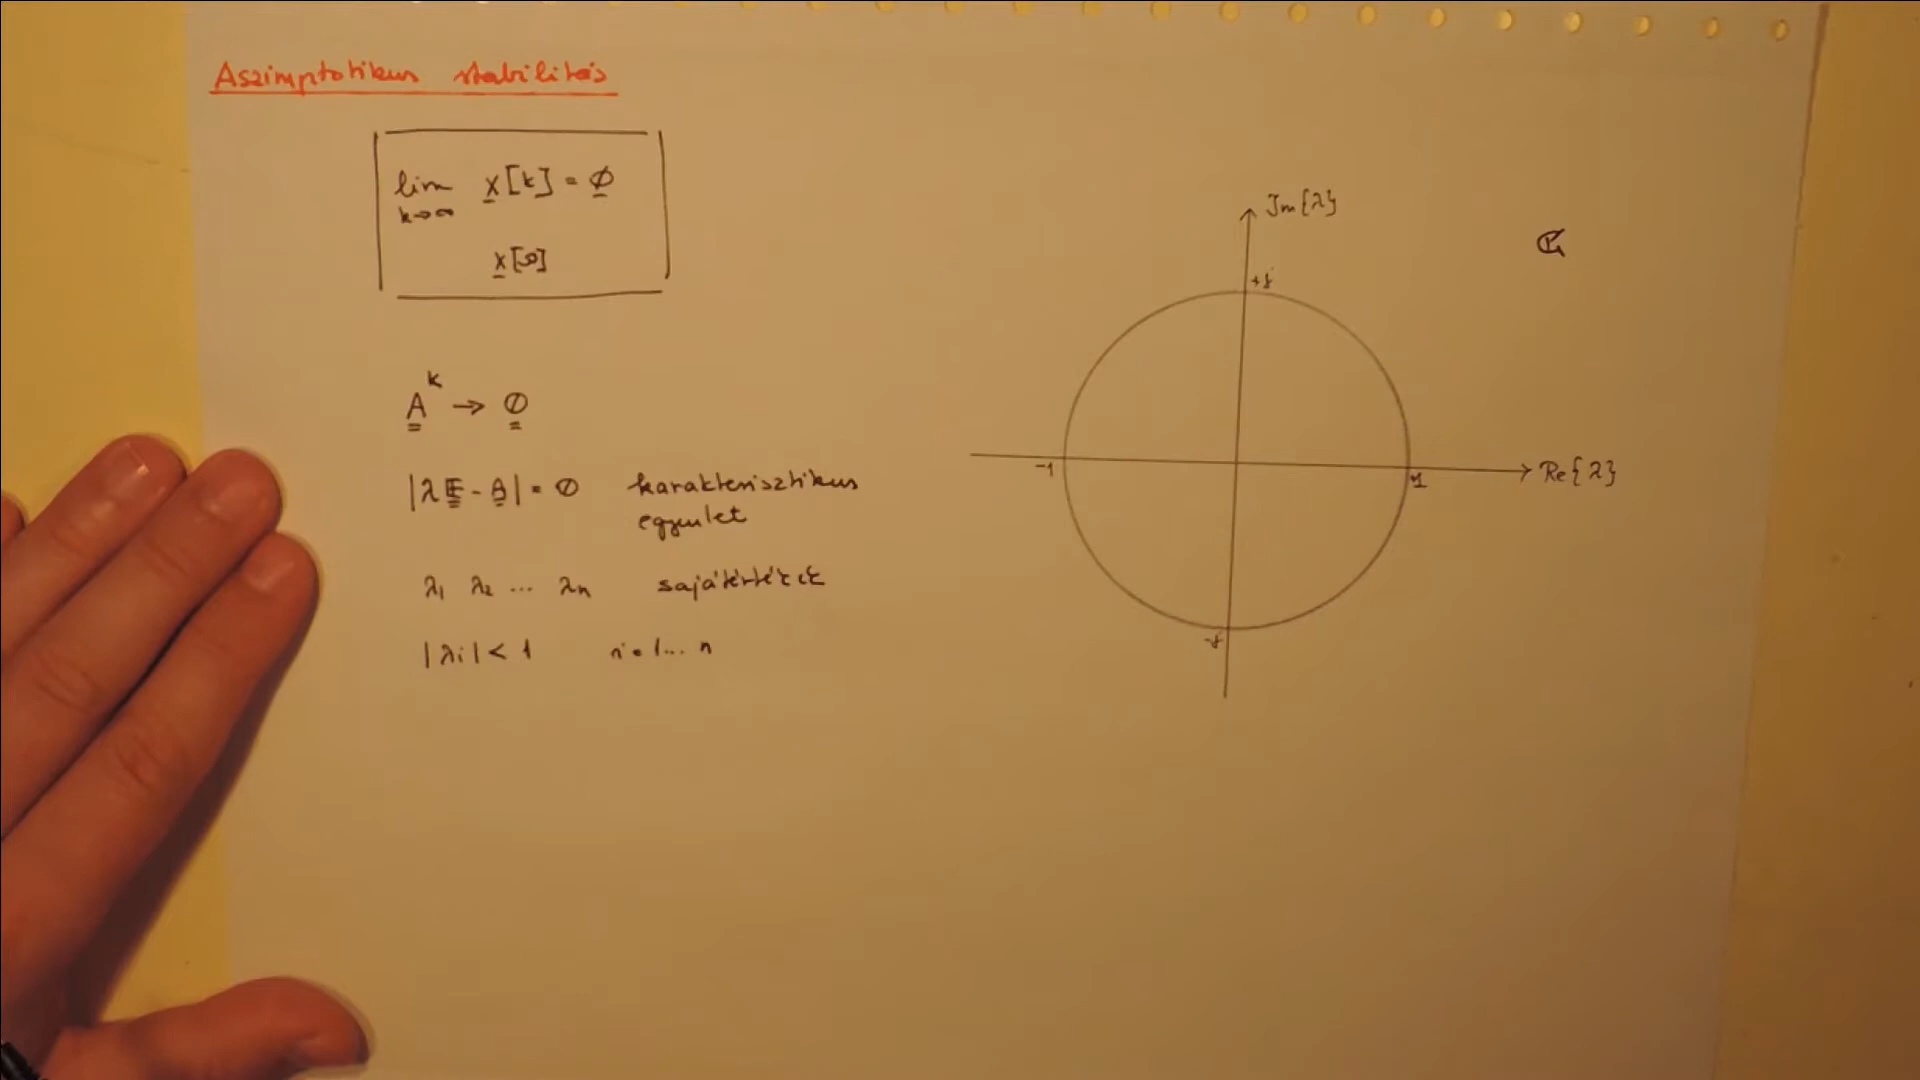 Aszimptotikus stabilitás
lim x[k] = 0
k→∞
x[0]
A^k → 0
|λE - A| = 0 karakterisztikus
egyenlet
λ1 λ2 ... λn sajátértékek
|λi| < 1 i = 1... n
Im{λ}
ℂ
+j
-1
1
Re{λ}
-j